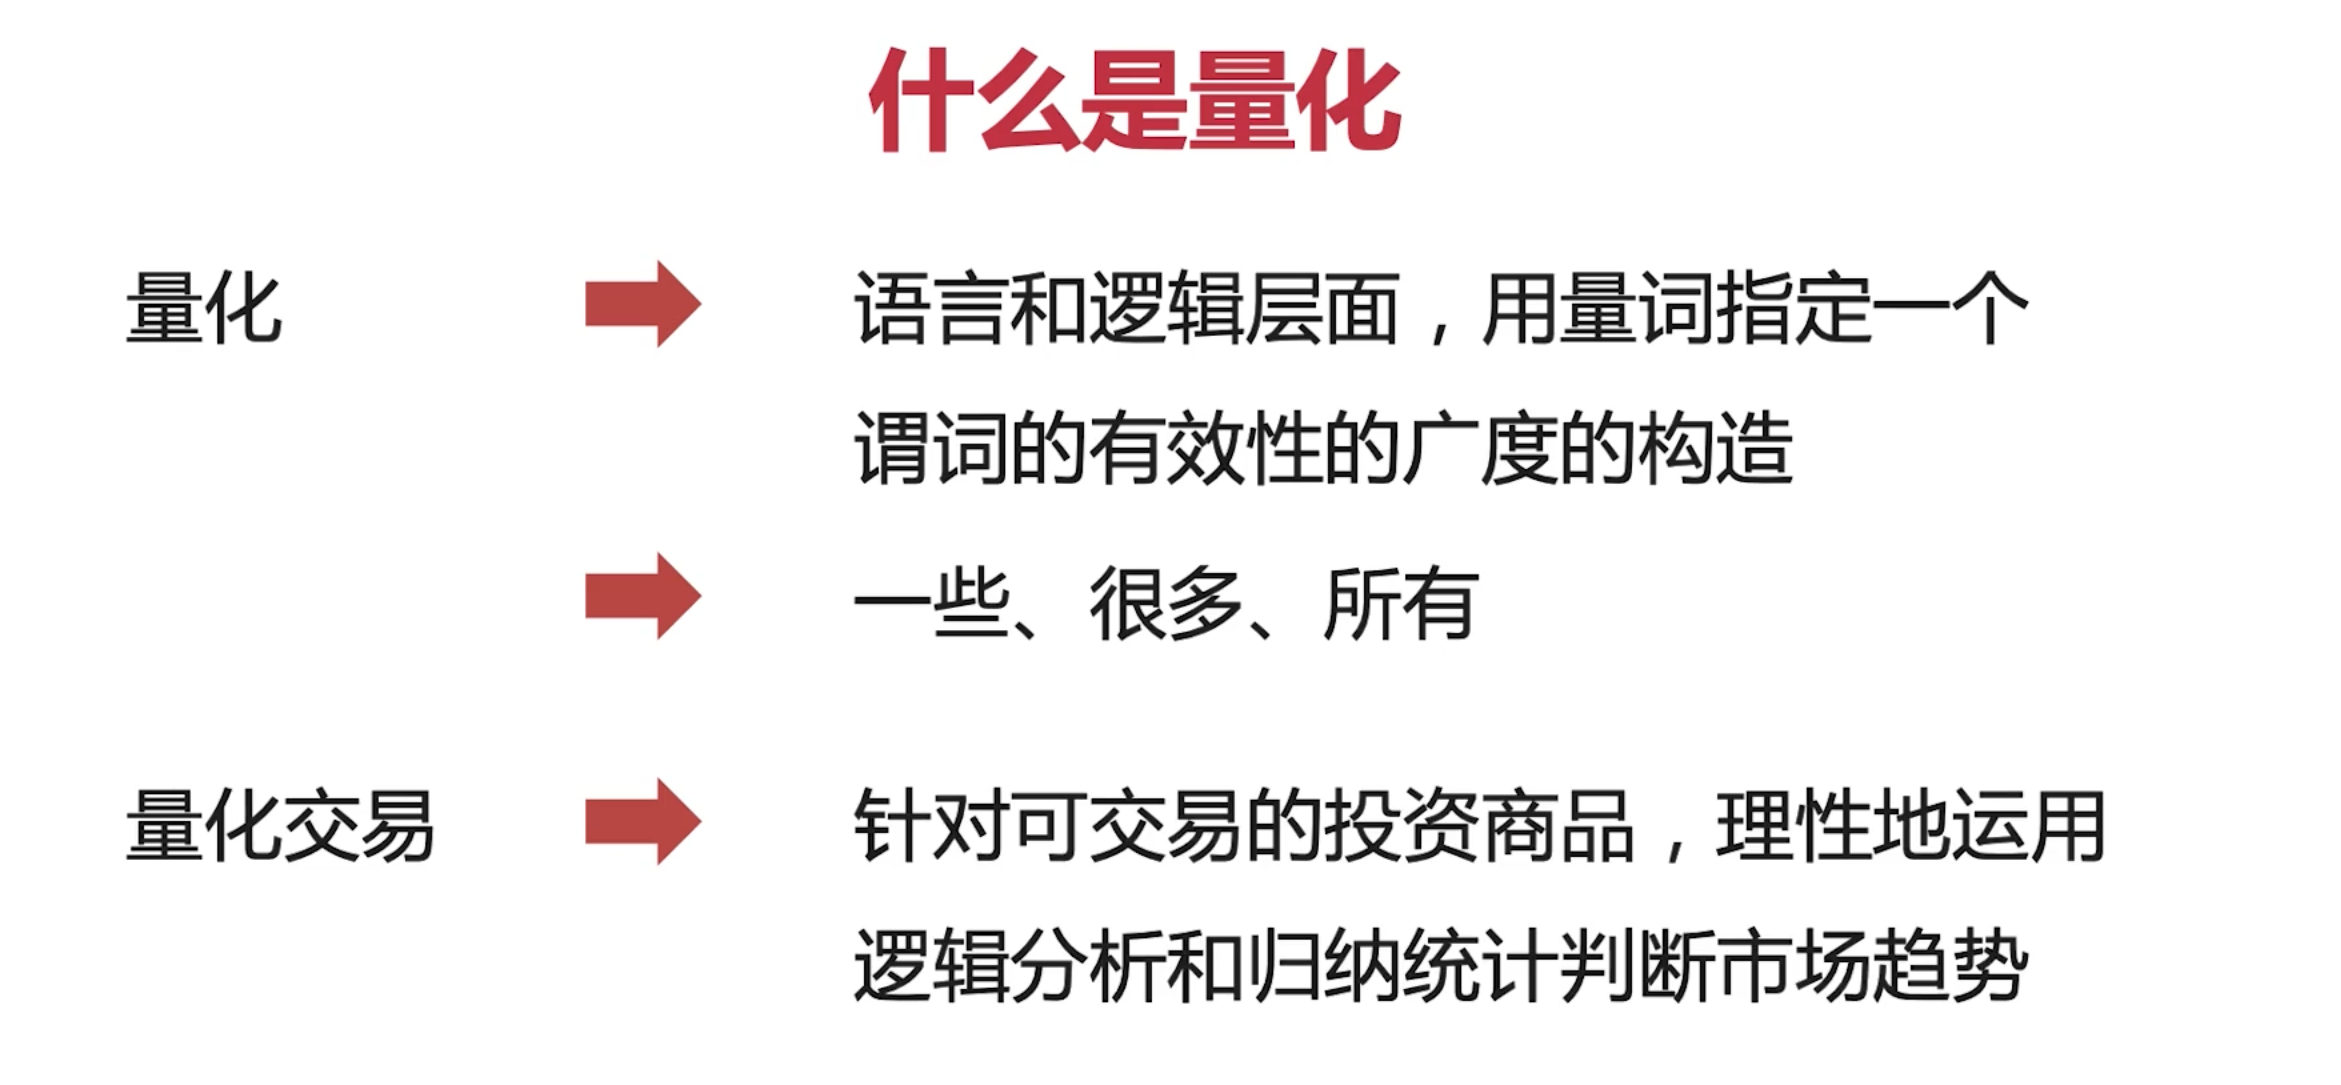 什么是量化
量化
语言和逻辑层面，用量词指定一个
谓词的有效性的广度的构造
一些、很多、所有
量化交易
针对可交易的投资商品，理性地运用
逻辑分析和归纳统计判断市场趋势